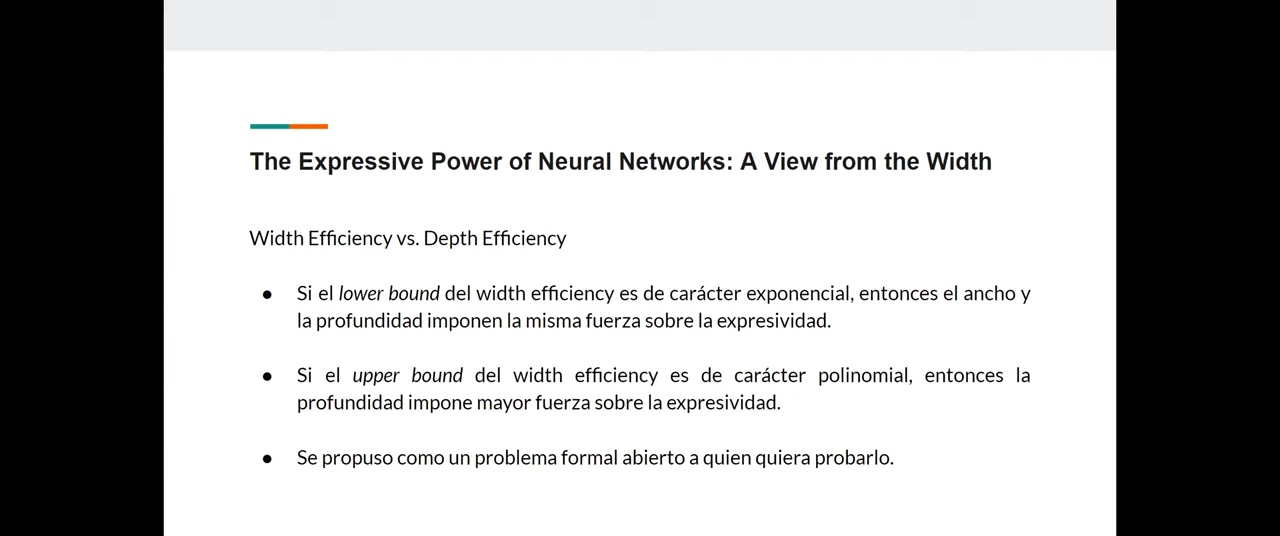 The Expressive Power of Neural Networks: A View from the Width
Width Efficiency vs. Depth Efficiency
● Si el lower bound del width efficiency es de carácter exponencial, entonces el ancho y
la profundidad imponen la misma fuerza sobre la expresividad.
● Si el upper bound del width efficiency es de carácter polinomial, entonces la
profundidad impone mayor fuerza sobre la expresividad.
● Se propuso como un problema formal abierto a quien quiera probarlo.